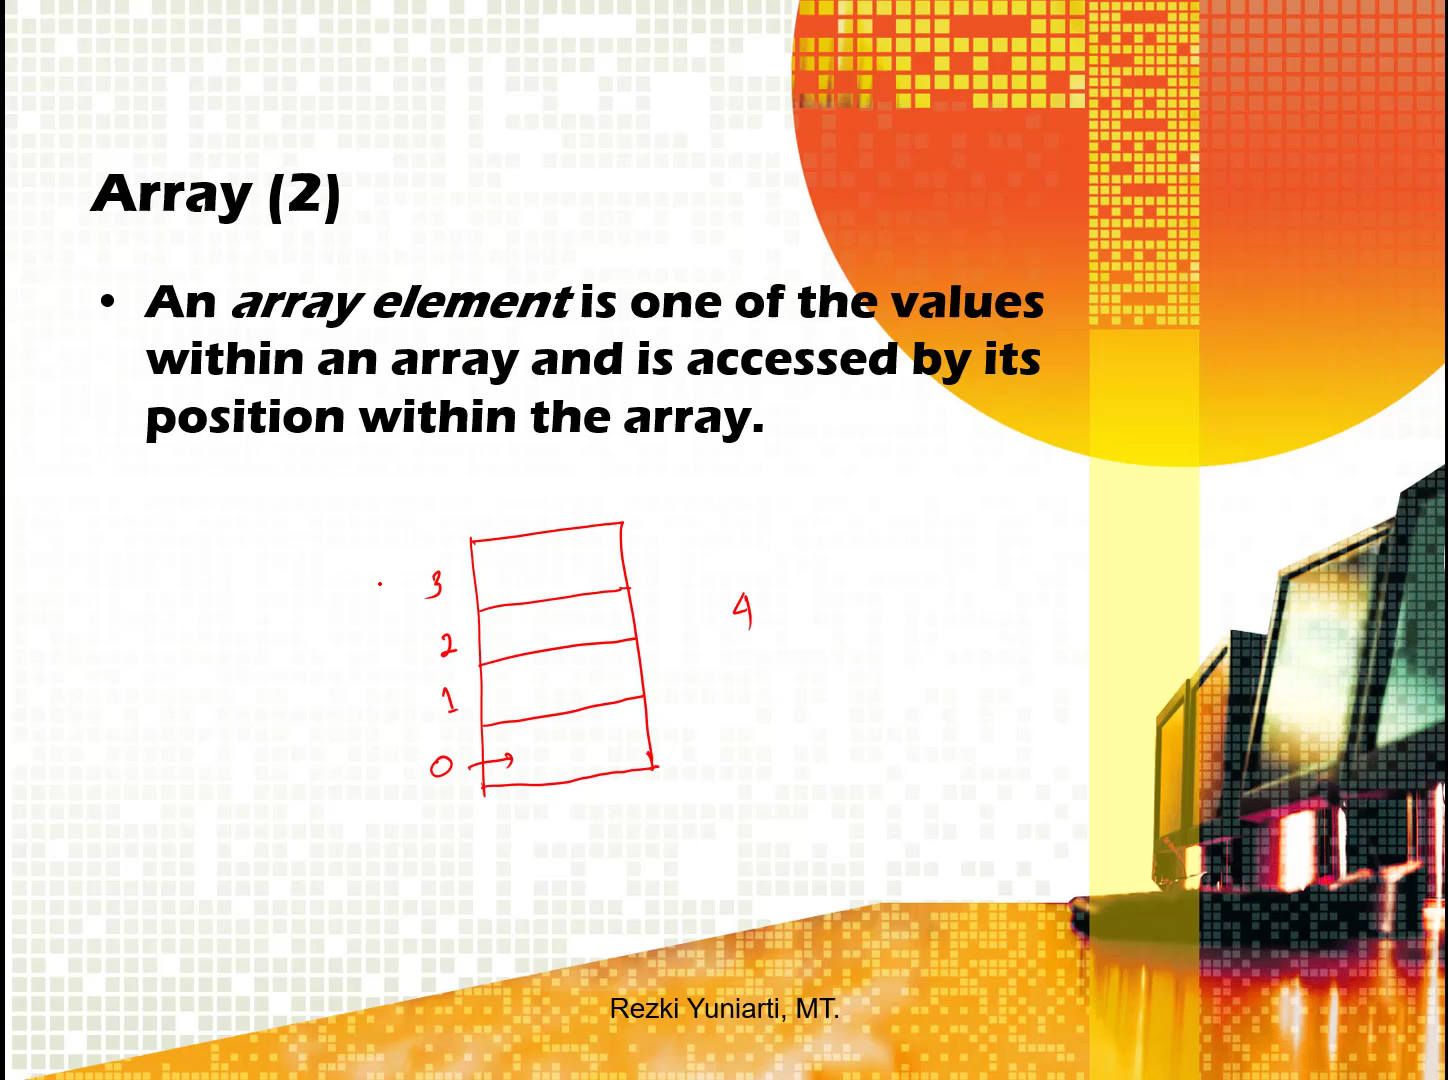 Array (2)
• An array element is one of the values
within an array and is accessed by its
position within the array.
3
4
2
1
0
Rezki Yuniarti, MT.